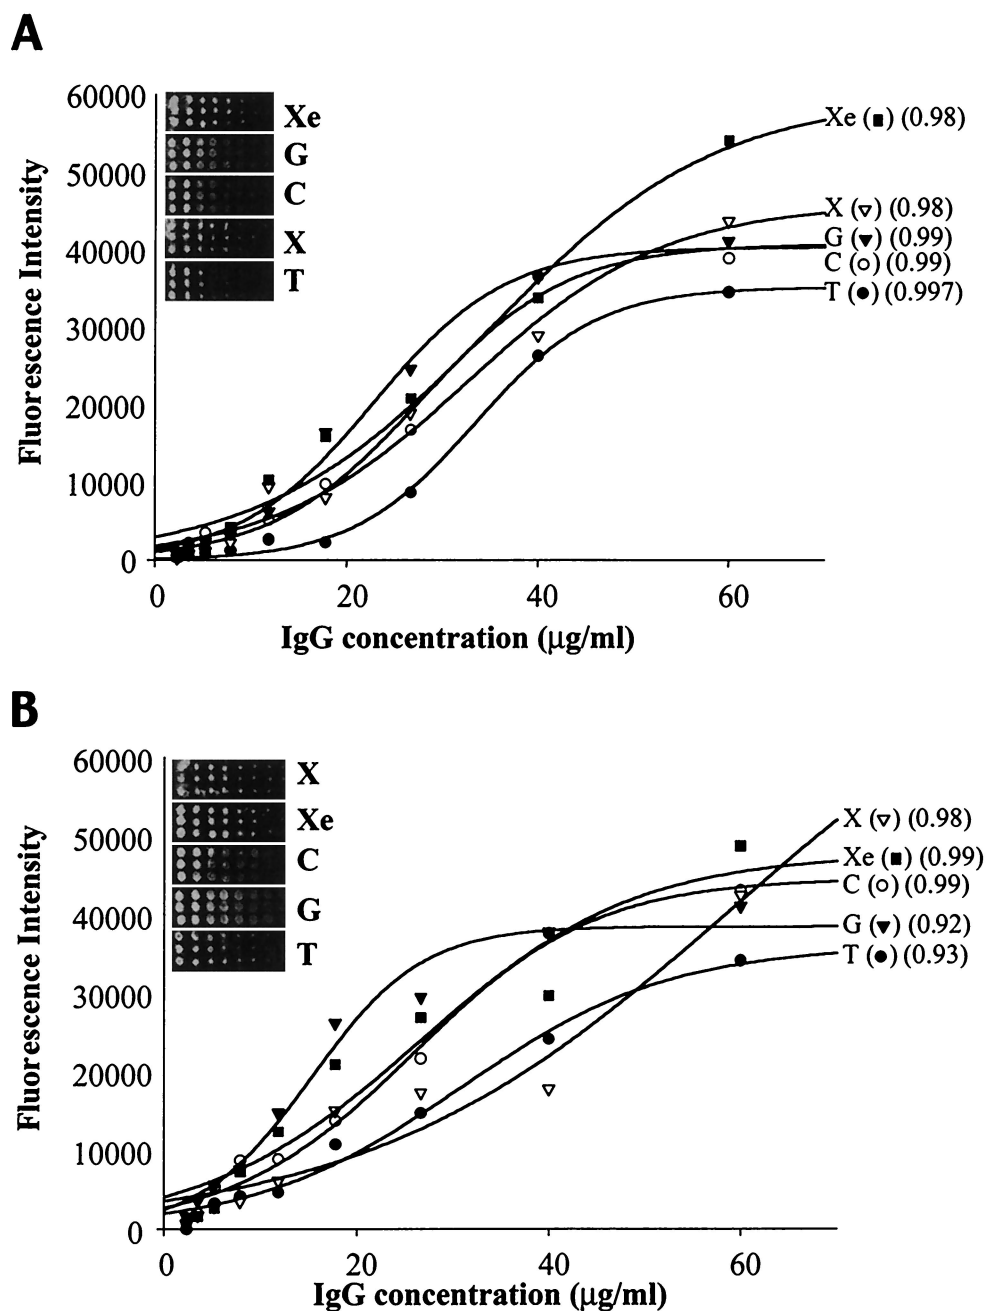 A
60000
50000
40000
30000
20000
10000
0
Fluorescence Intensity
Xe
G
C
X
T
Xe (■) (0.98)
X (▽) (0.98)
G (▼) (0.99)
C (○) (0.99)
T (●) (0.997)
0 20 40 60
IgG concentration (μg/ml)
B
60000
50000
40000
30000
20000
10000
0
Fluorescence Intensity
X
Xe
C
G
T
X (▽) (0.98)
Xe (■) (0.99)
C (○) (0.99)
G (▼) (0.92)
T (●) (0.93)
0 20 40 60
IgG concentration (μg/ml)